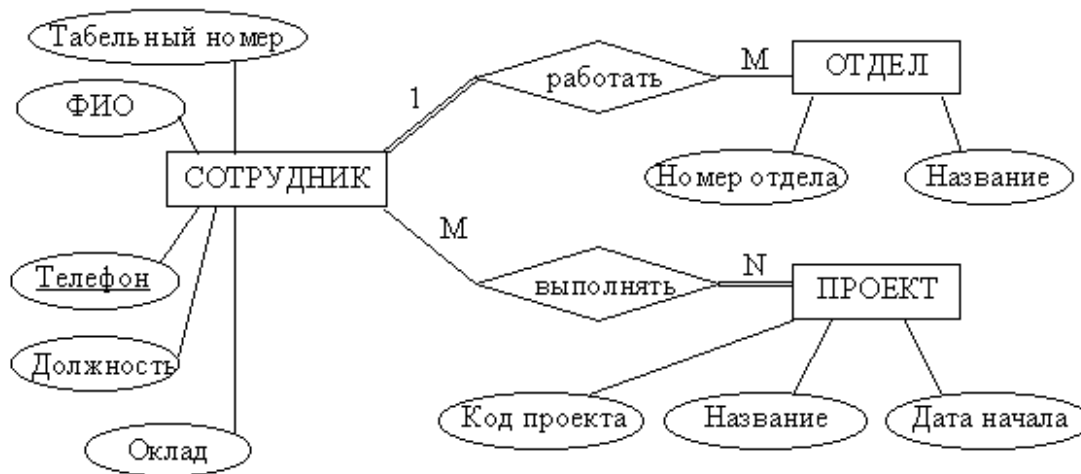 Табельный номер
ФИО
СОТРУДНИК
Телефон
Должность
Оклад
1
работать
М
ОТДЕЛ
Номер отдела
Название
М
выполнять
N
ПРОЕКТ
Код проекта
Название
Дата начала